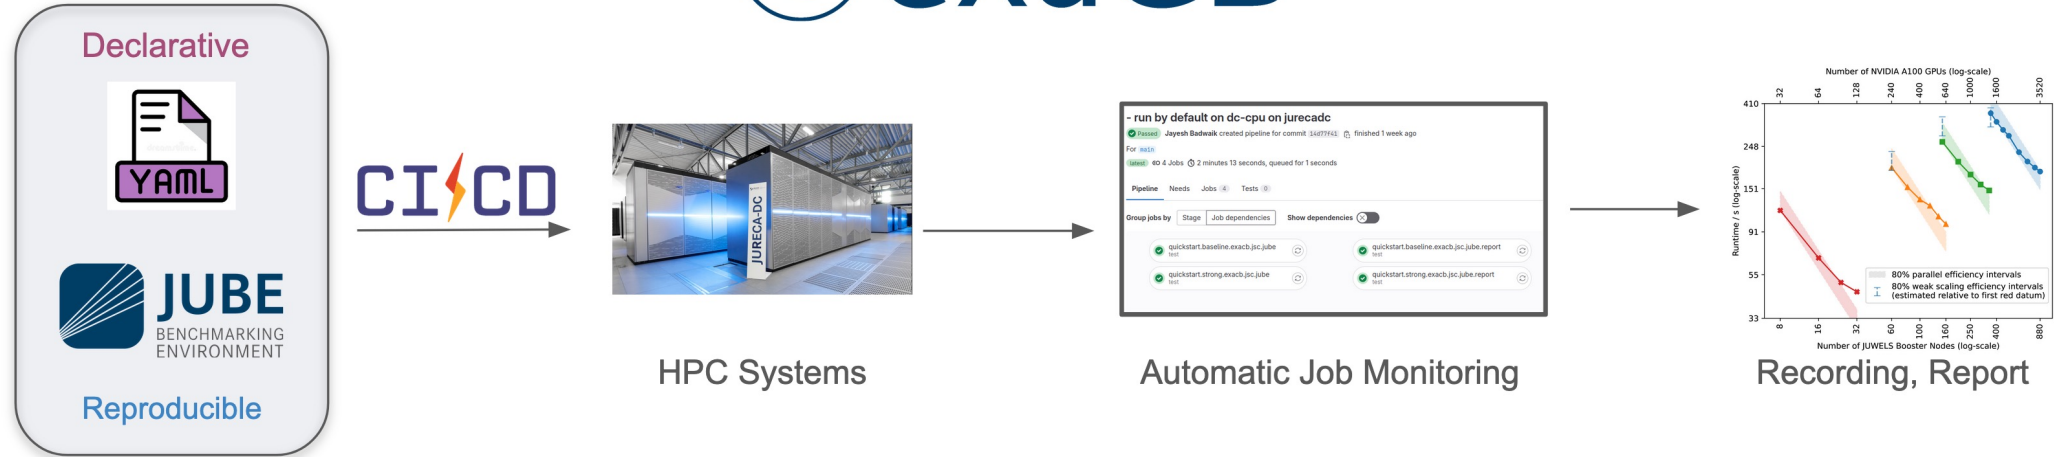 exaCB
Declarative
YAML
JUBE
BENCHMARKING
ENVIRONMENT
Reproducible
CI CD
JURECA-DC
HPC Systems
- run by default on dc-cpu on jurecadc
Passed Jayesh Badwaik created pipeline for commit 14d77f41 finished 1 week ago
For main
latest 4 Jobs 2 minutes 13 seconds, queued for 1 seconds
Pipeline Needs Jobs 4 Tests 0
Group jobs by Stage Job dependencies Show dependencies
quickstart.baseline.exacb.jsc.jube
test
quickstart.baseline.exacb.jsc.jube.report
test
quickstart.strong.exacb.jsc.jube
test
quickstart.strong.exacb.jsc.jube.report
test
Automatic Job Monitoring
Number of NVIDIA A100 GPUs (log-scale)
32 64 128 240 400 640 1000 1600 3520
Runtime / s (log-scale)
410
248
151
91
55
33
80% parallel efficiency intervals
80% weak scaling efficiency intervals
(estimated relative to first red datum)
8 16 32 60 100 160 250 400 880
Number of JUWELS Booster Nodes (log-scale)
Recording, Report